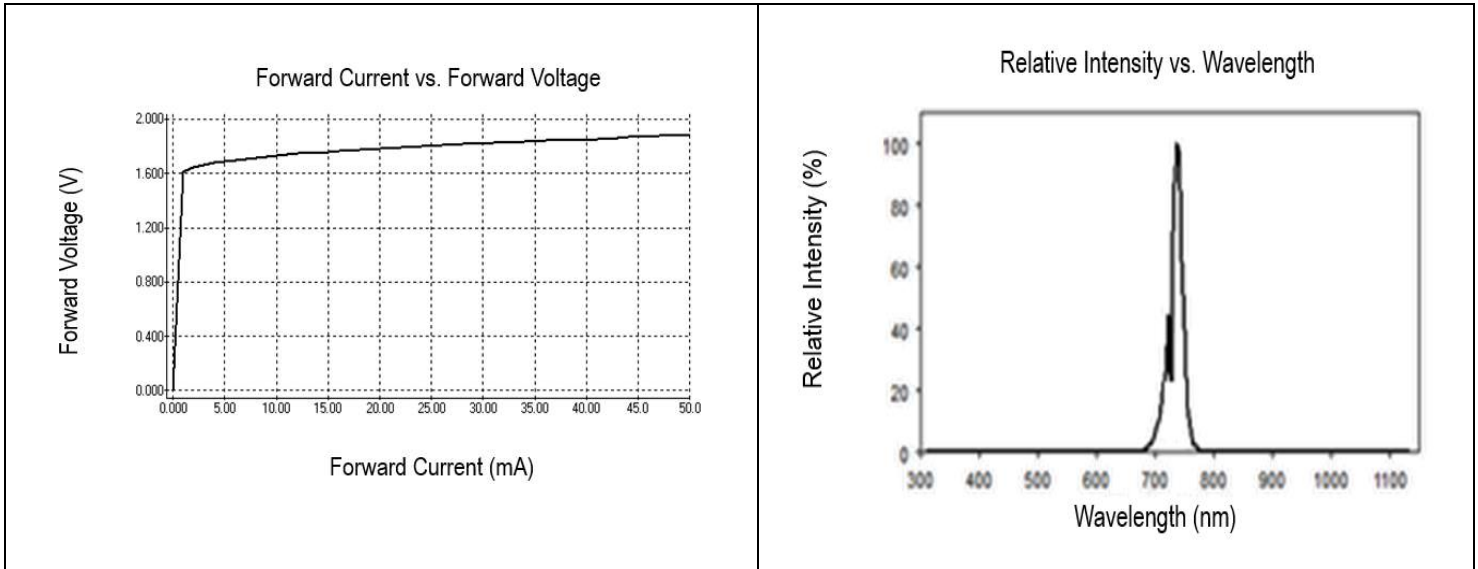 Forward Current vs. Forward Voltage
2.000
1.600
1.200
0.800
0.400
0.000
0.000 5.00 10.00 15.00 20.00 25.00 30.00 35.00 40.00 45.0 50.0
Forward Voltage (V)
Forward Current (mA)
Relative Intensity vs. Wavelength
100
80
60
40
20
0
300 400 500 600 700 800 900 1000 1100
Relative Intensity (%)
Wavelength (nm)